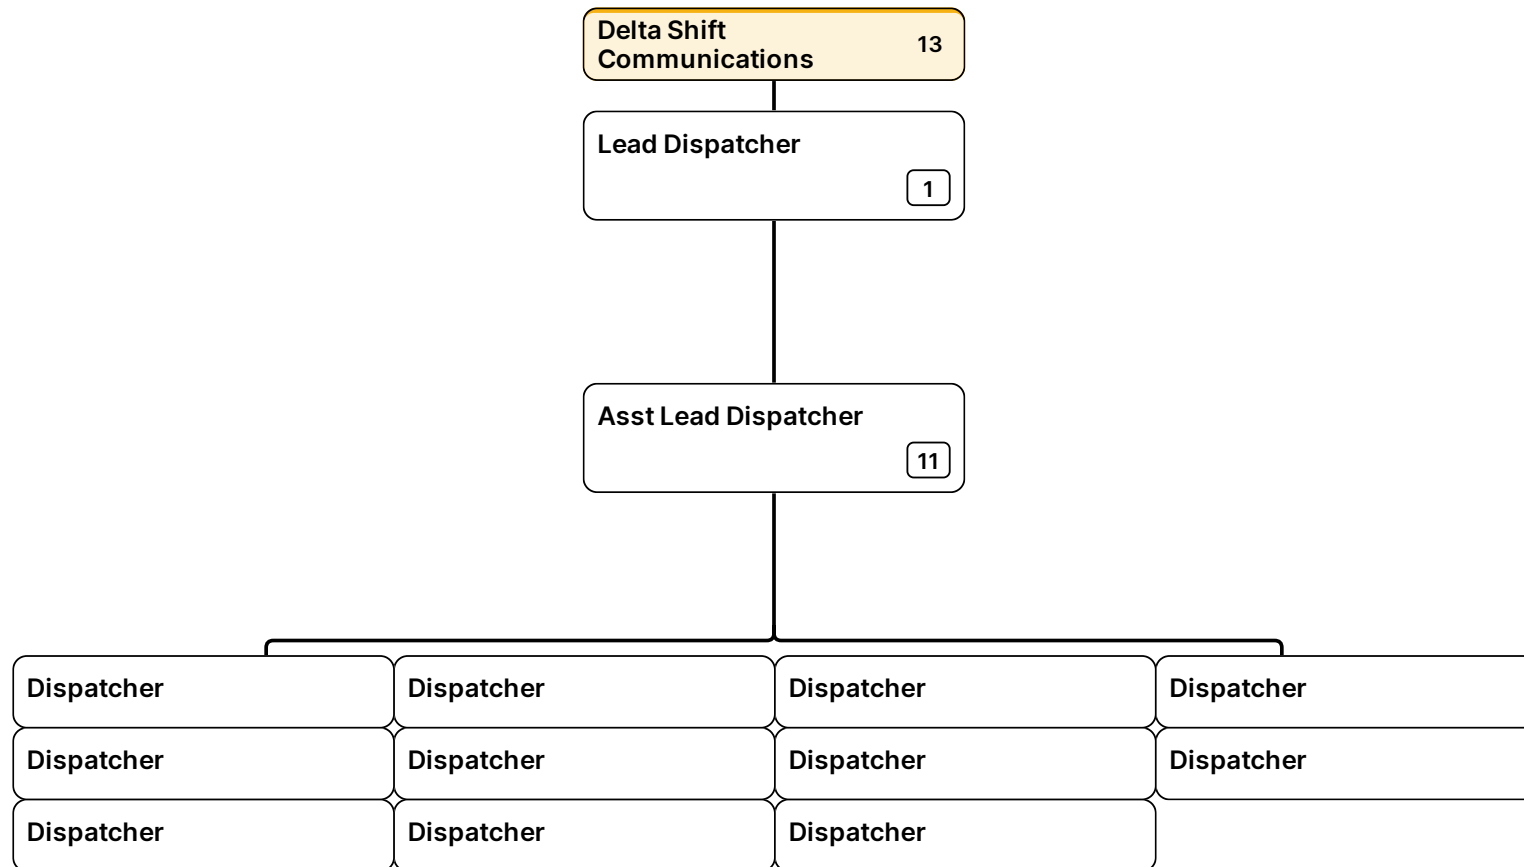 Delta Shift
Communications
13
Lead Dispatcher
1
Asst Lead Dispatcher
11
Dispatcher Dispatcher Dispatcher Dispatcher
Dispatcher Dispatcher Dispatcher Dispatcher
Dispatcher Dispatcher Dispatcher